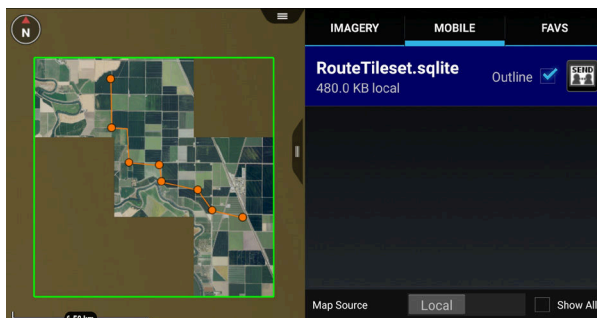 N
IMAGERY
MOBILE
FAVS
RouteTileset.sqlite
480.0 KB local
Outline
SEND
Map Source
Local
Show All